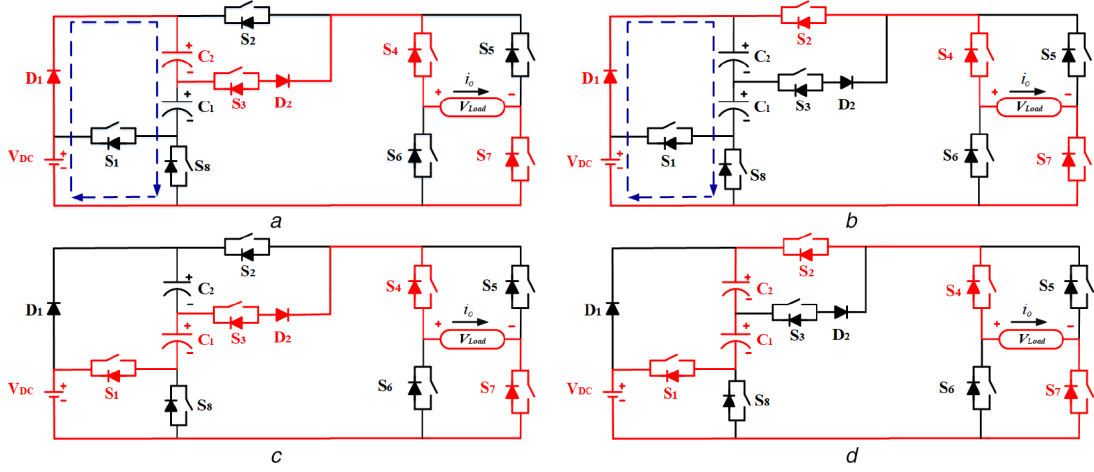 S2
+
C2
−
S4
S5
D1
S3
D2
io
+
C1
−
+
VLoad
−
S1
VDC
+
−
S8
S6
S7
a
S2
+
C2
−
S4
S5
D1
S3
D2
io
+
C1
−
+
VLoad
−
S1
VDC
+
−
S8
S6
S7
b
S2
+
C2
−
S4
S5
D1
S3
D2
io
+
C1
−
+
VLoad
−
S1
VDC
+
−
S8
S6
S7
c
S2
+
C2
−
S4
S5
D1
S3
D2
io
+
C1
−
+
VLoad
−
S1
VDC
+
−
S8
S6
S7
d